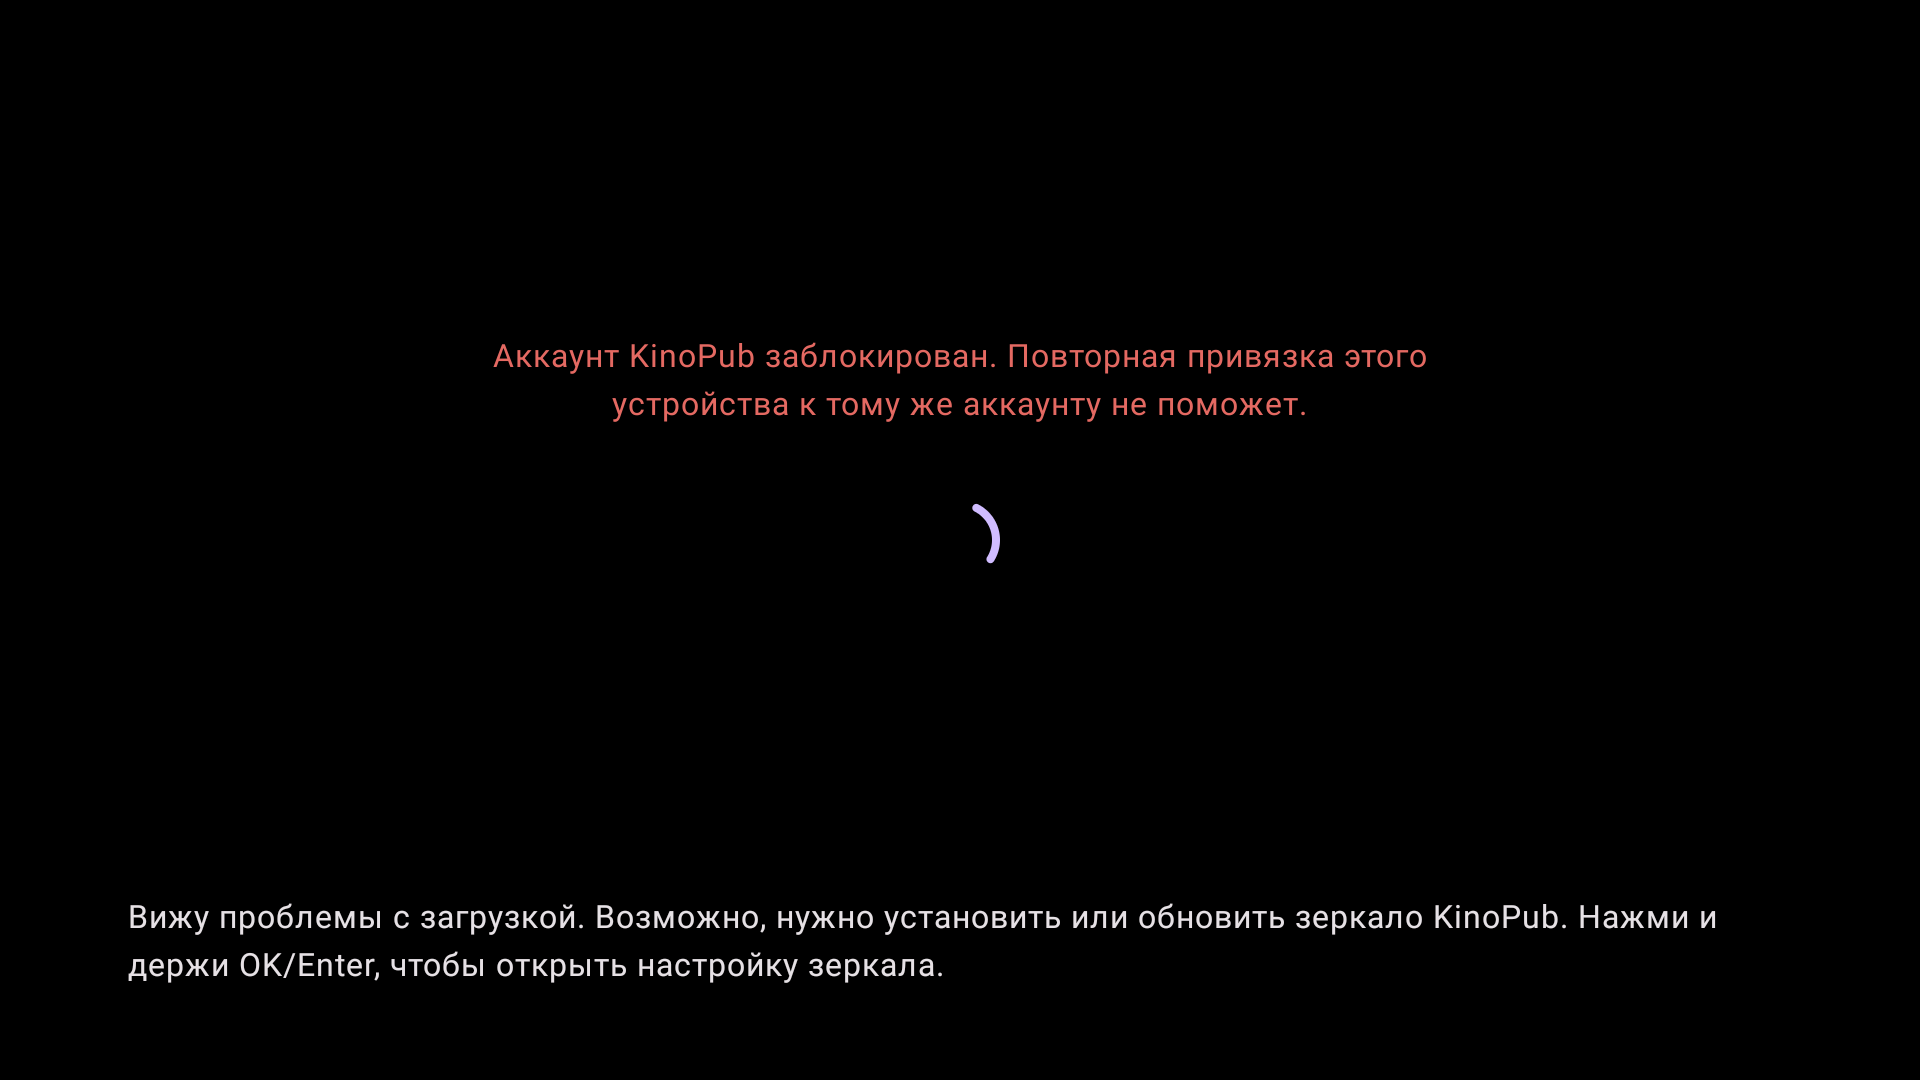 Аккаунт KinoPub заблокирован. Повторная привязка этого
устройства к тому же аккаунту не поможет.
Вижу проблемы с загрузкой. Возможно, нужно установить или обновить зеркало KinoPub. Нажми и
держи OK/Enter, чтобы открыть настройку зеркала.